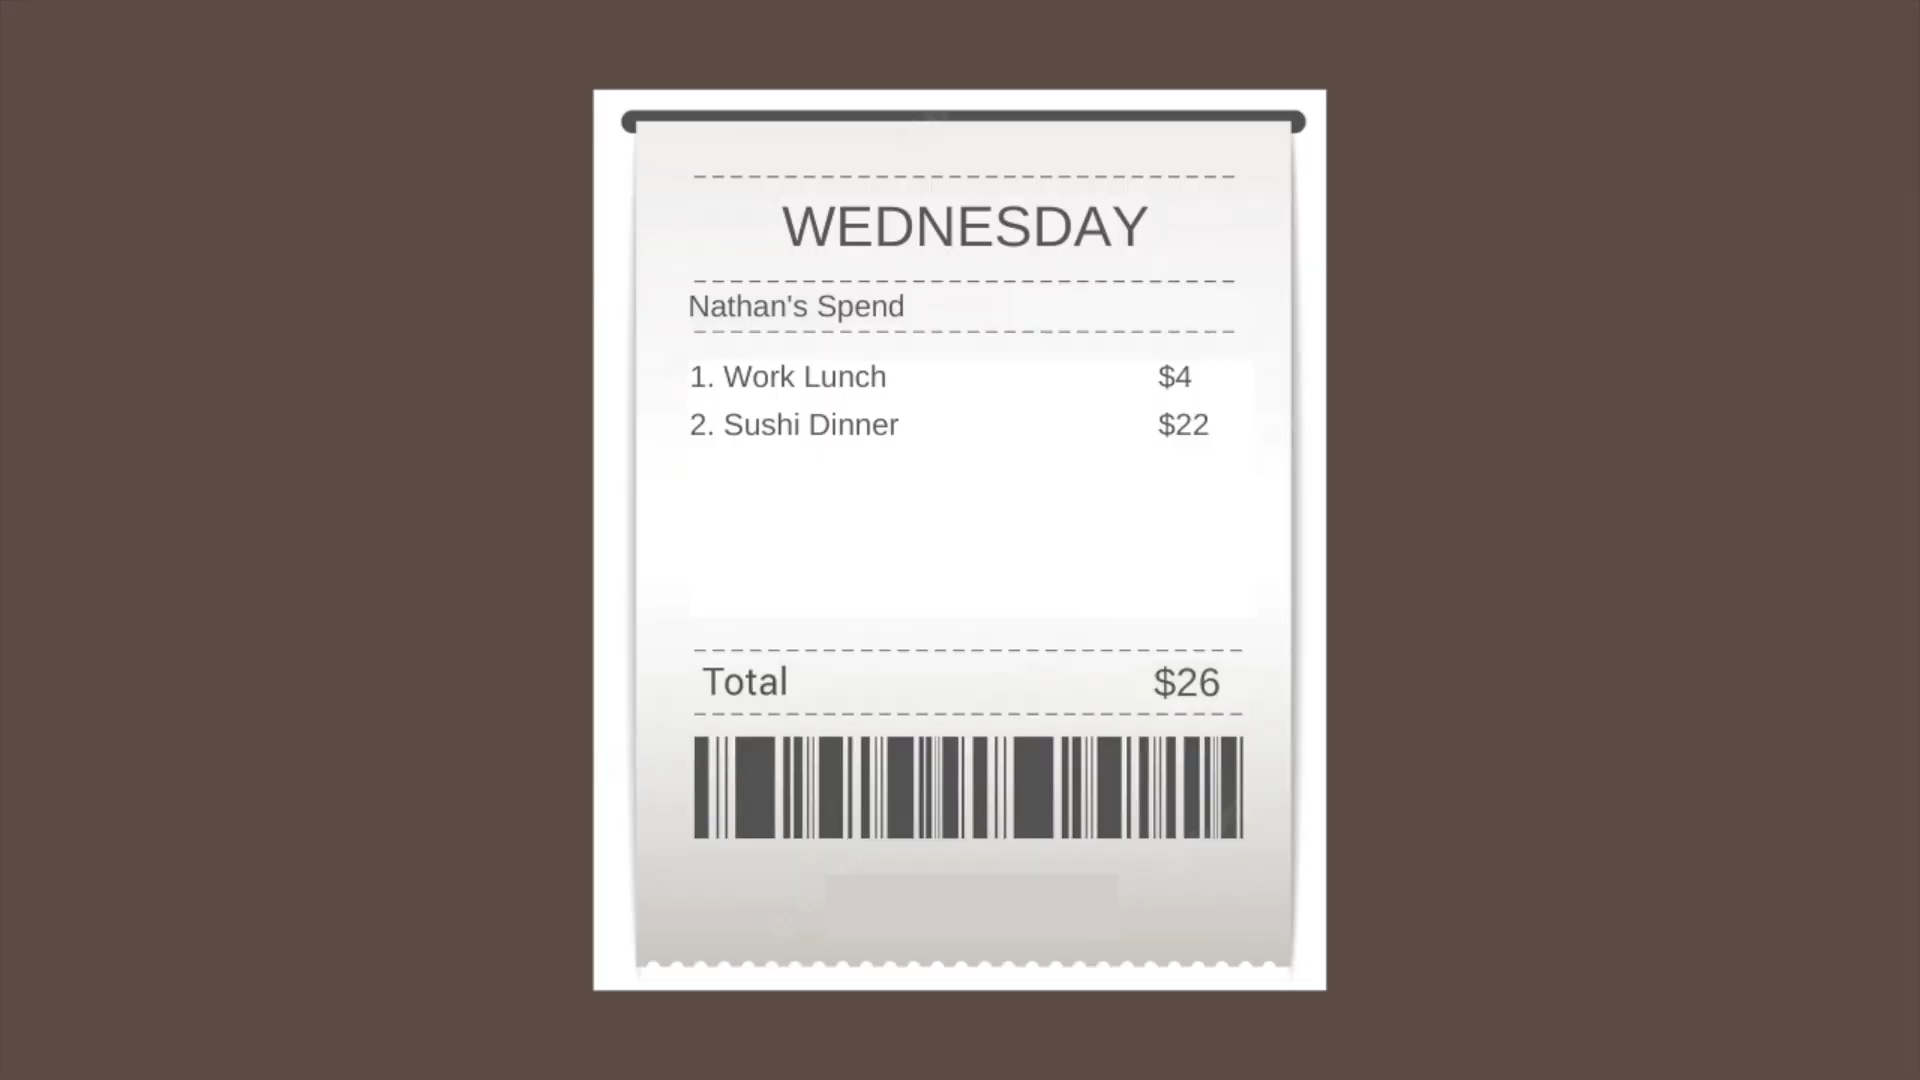 WEDNESDAY
Nathan's Spend
1. Work Lunch $4
2. Sushi Dinner $22
Total $26